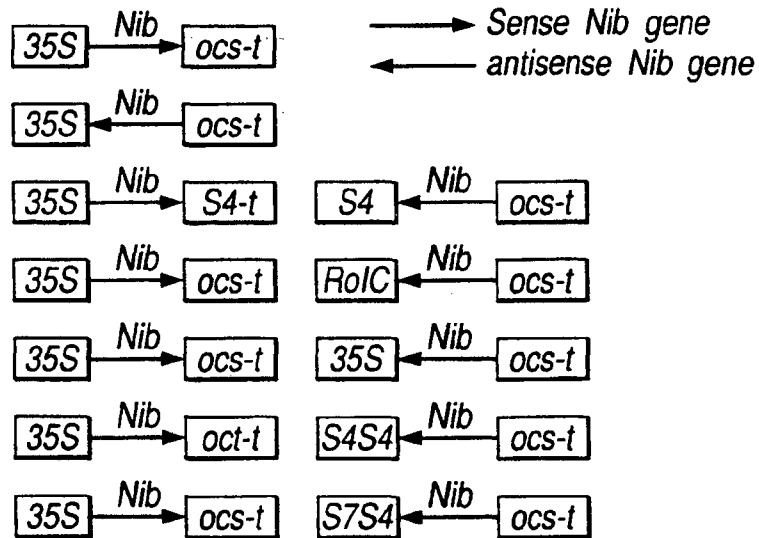 35S Nib ocs-t Sense Nib gene
antisense Nib gene
35S Nib ocs-t
35S Nib S4-t S4 Nib ocs-t
35S Nib ocs-t RolC Nib ocs-t
35S Nib ocs-t 35S Nib ocs-t
35S Nib oct-t S4S4 Nib ocs-t
35S Nib ocs-t S7S4 Nib ocs-t